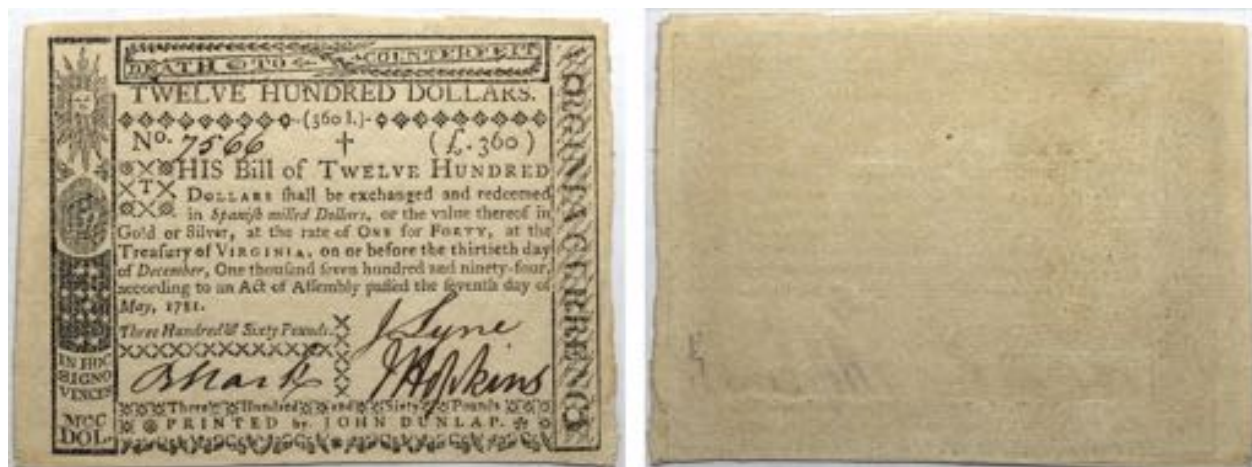 DEATH TO COUNTERFEIT
TWELVE HUNDRED DOLLARS.
(360 l.)
No. 7566 (£. 360)
THIS Bill of TWELVE HUNDRED
DOLLARS ſhall be exchanged and redeemed
in Spaniſh milled Dollars, or the value thereof in
Gold or Silver, at the rate of ONE for FORTY, at the
Treaſury of VIRGINIA, on or before the thirtieth day
of December, One thouſand ſeven hundred and ninety-four,
according to an Act of Aſſembly paſſed the ſeventh day of
May, 1781.
Three Hundred & Sixty Pounds.
J Lyne
J Hopkins
Three Hundred and Sixty Pounds
PRINTED by JOHN DUNLAP.
IN HOC
SIGNO
VINCES
MCC
DOL.
VIRGINIA CURRENCY